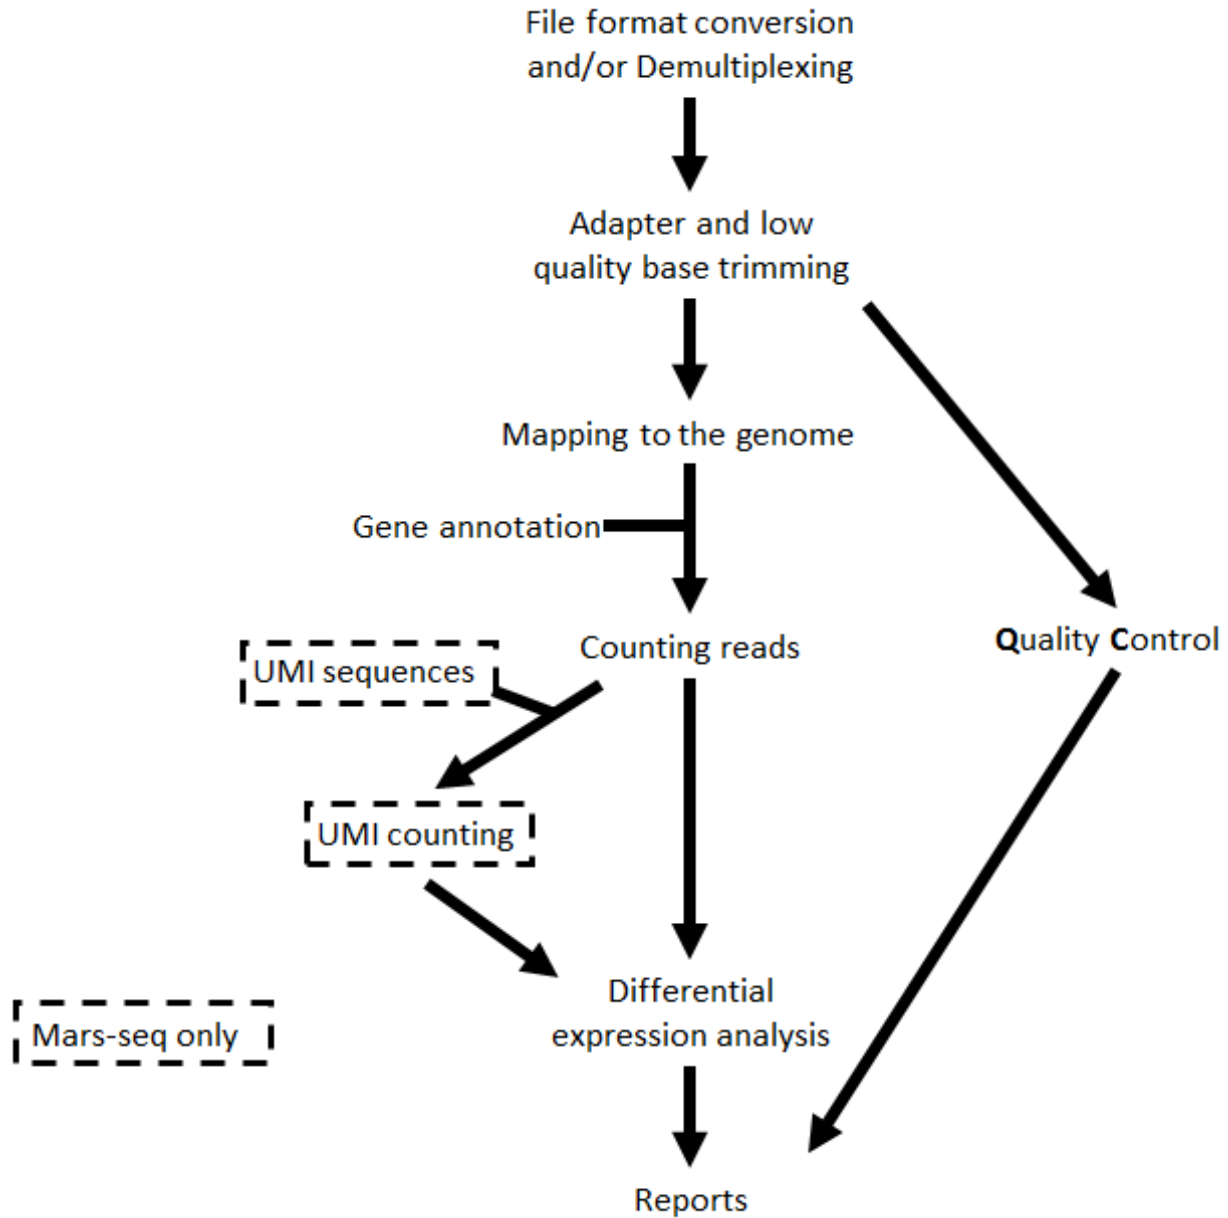 File format conversion
and/or Demultiplexing
Adapter and low
quality base trimming
Mapping to the genome
Gene annotation
Counting reads
Quality Control
UMI sequences
UMI counting
Differential
expression analysis
Mars-seq only
Reports